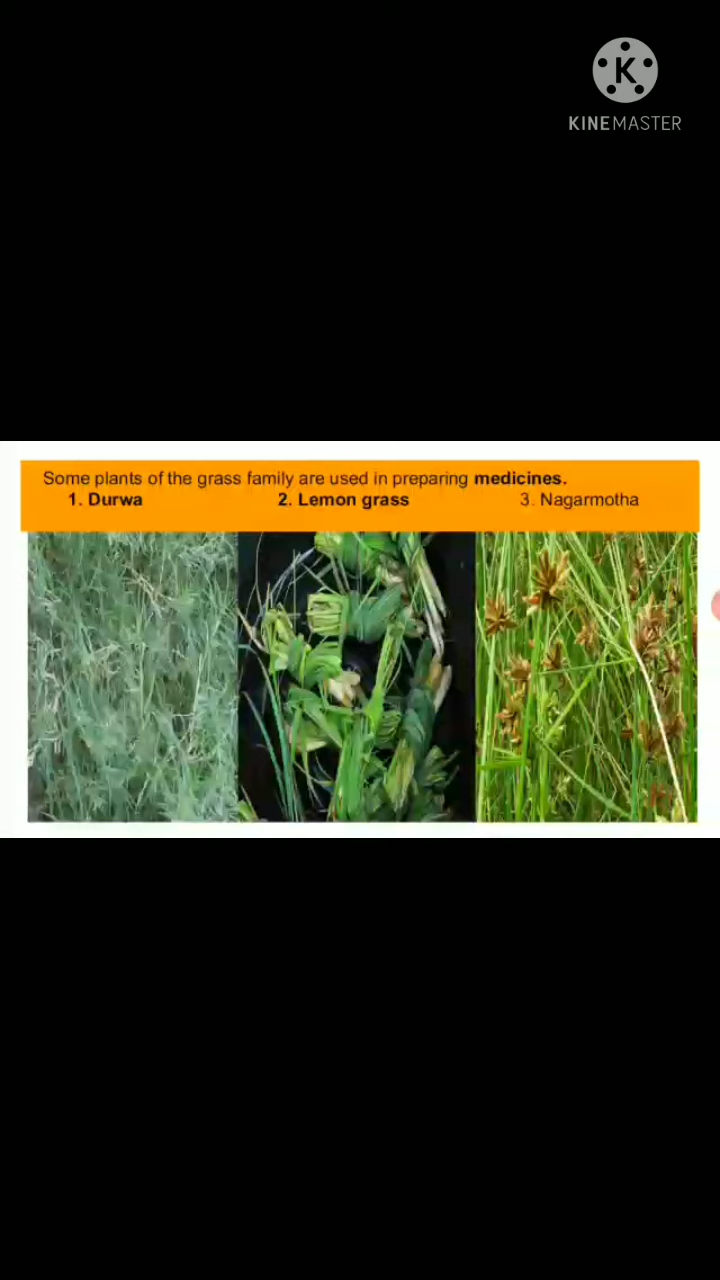 K
KINEMASTER
Some plants of the grass family are used in preparing medicines.
1. Durwa 2. Lemon grass 3. Nagarmotha